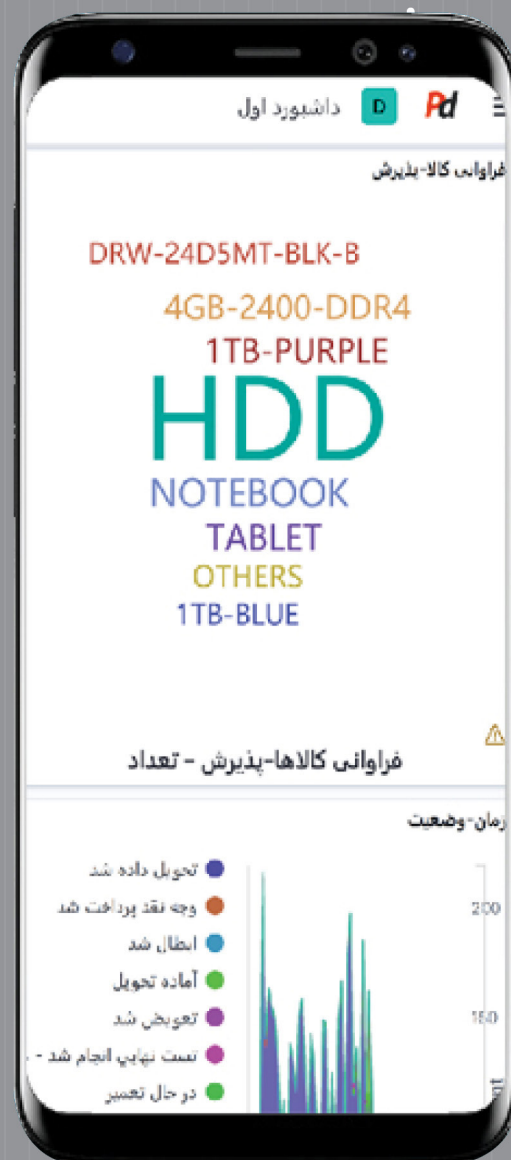 Pd D داشبورد اول
فراوانی کالا-پذیرش
DRW-24D5MT-BLK-B
4GB-2400-DDR4
1TB-PURPLE
HDD
NOTEBOOK
TABLET
OTHERS
1TB-BLUE
فراوانی کالاها-پذیرش - تعداد
زمان-وضعیت
تحویل داده شد
وجه نقد پرداخت شد
ابطال شد
آماده تحویل
تعویض شد
تست نهایی انجام شد -
در حال تعمیر
200
150